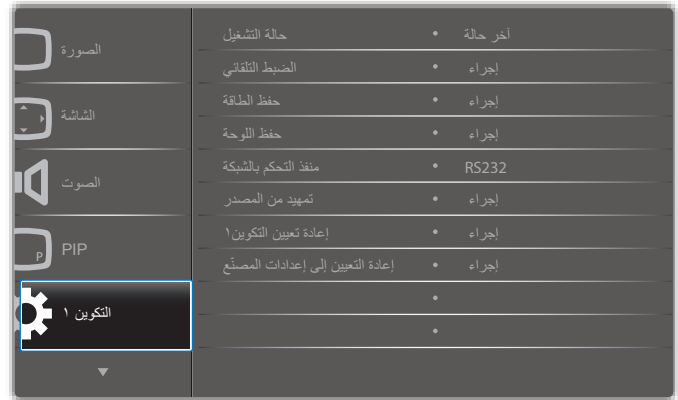 الصورة
الشاشة
الصوت
PIP
P
التكوين ١
حالة التشغيل • آخر حالة
الضبط التلقائي • إجراء
حفظ الطاقة • إجراء
حفظ اللوحة • إجراء
منفذ التحكم بالشبكة • RS232
تمهيد من المصدر • إجراء
إعادة تعيين التكوين١ • إجراء
إعادة التعيين إلى إعدادات المصنّع • إجراء
•
•